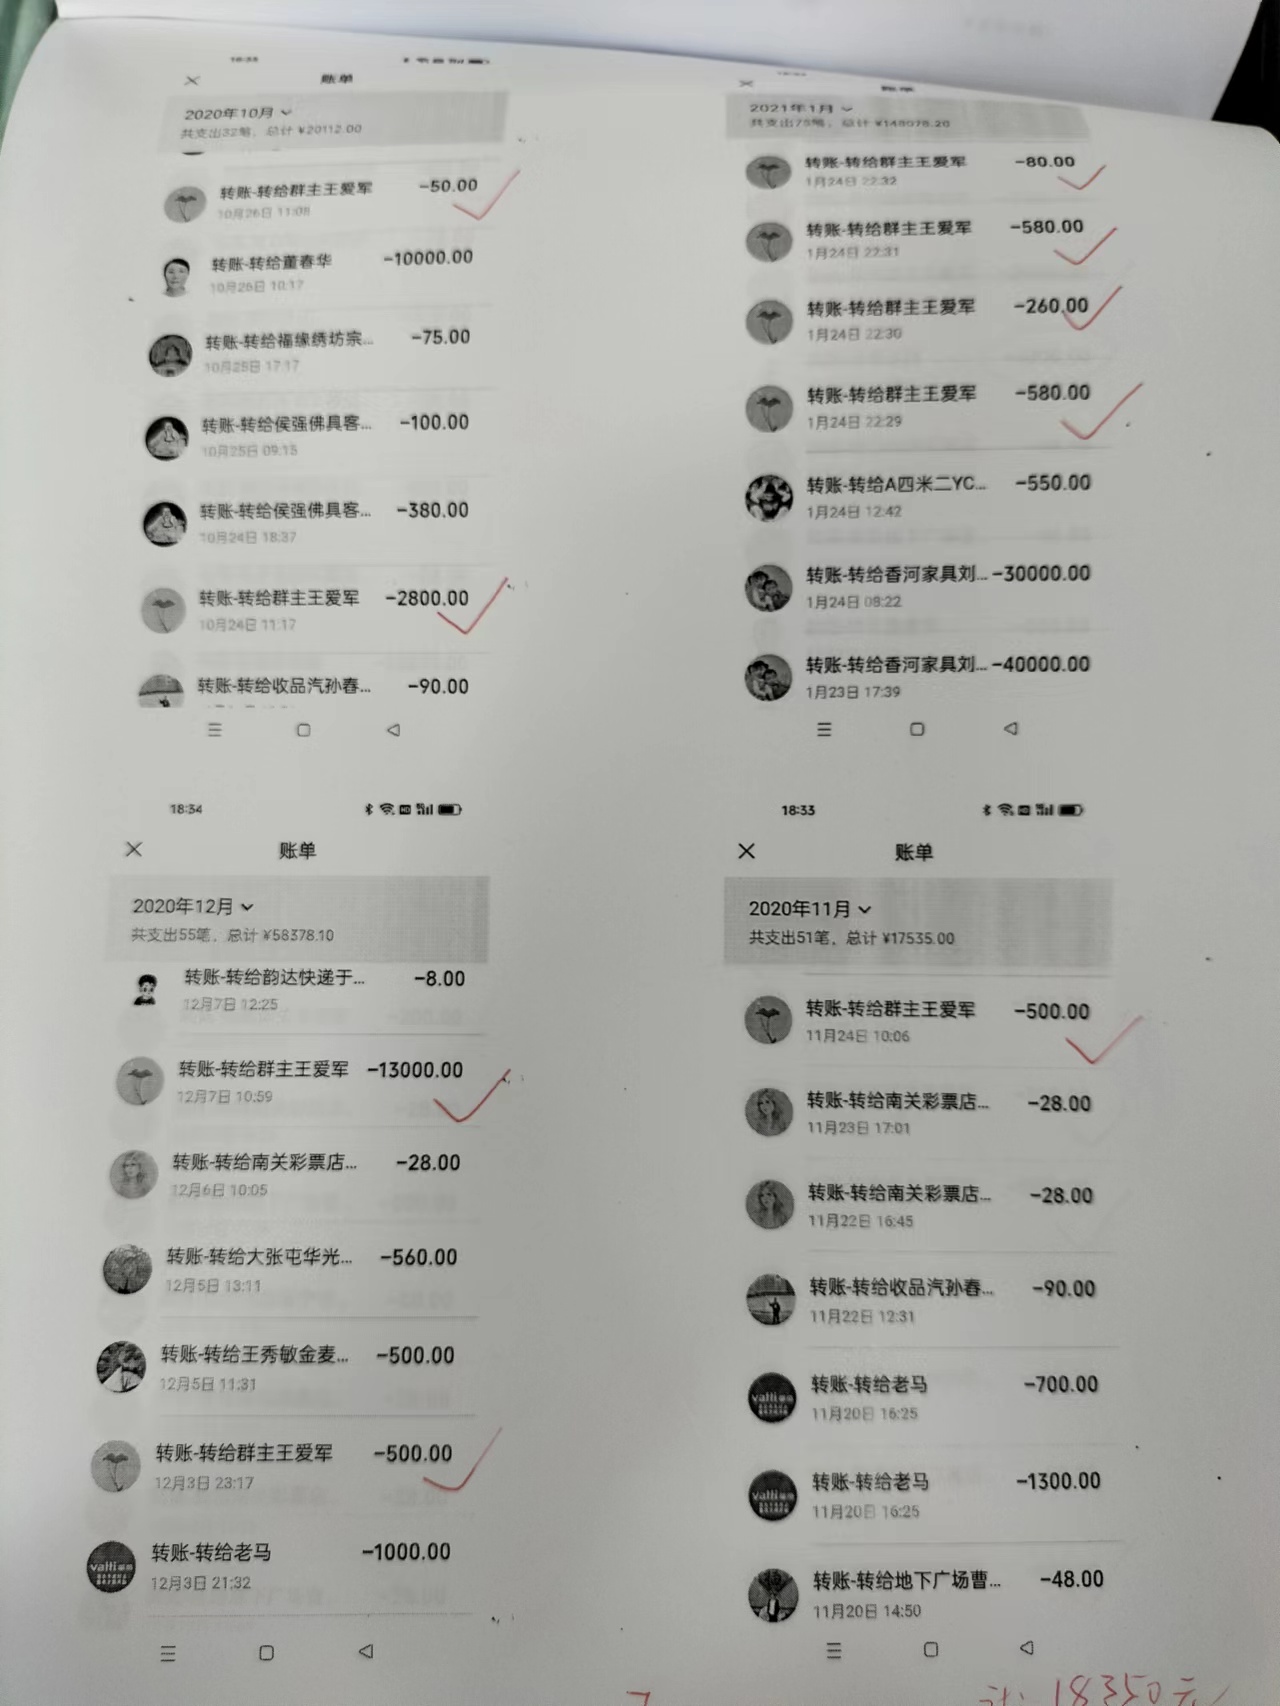 账单
2020年10月
共支出32笔，总计 ¥20112.00
转账-转给群主王爱军 -50.00
10月26日 11:08
转账-转给董春华 -10000.00
10月26日 10:17
转账-转给福缘绣坊宗... -75.00
10月25日 17:17
转账-转给侯强佛具客... -100.00
10月25日 09:15
转账-转给侯强佛具客... -380.00
10月24日 18:37
转账-转给群主王爱军 -2800.00
10月24日 11:17
转账-转给收品汽孙春... -90.00
账单
2021年1月
共支出75笔，总计 ¥148078.20
转账-转给群主王爱军 -80.00
1月24日 22:32
转账-转给群主王爱军 -580.00
1月24日 22:31
转账-转给群主王爱军 -260.00
1月24日 22:30
转账-转给群主王爱军 -580.00
1月24日 22:29
转账-转给A四米二YC... -550.00
1月24日 12:42
转账-转给香河家具刘... -30000.00
1月24日 08:22
转账-转给香河家具刘... -40000.00
1月23日 17:39
18:34
账单
2020年12月
共支出55笔，总计 ¥58378.10
转账-转给韵达快递于... -8.00
12月7日 12:25
转账-转给群主王爱军 -13000.00
12月7日 10:59
转账-转给南关彩票店... -28.00
12月6日 10:05
转账-转给大张屯华光... -560.00
12月5日 13:11
转账-转给王秀敏金麦... -500.00
12月5日 11:31
转账-转给群主王爱军 -500.00
12月3日 23:17
转账-转给老马 -1000.00
12月3日 21:32
18:33
账单
2020年11月
共支出51笔，总计 ¥17535.00
转账-转给群主王爱军 -500.00
11月24日 10:06
转账-转给南关彩票店... -28.00
11月23日 17:01
转账-转给南关彩票店... -28.00
11月22日 16:45
转账-转给收品汽孙春... -90.00
11月22日 12:31
转账-转给老马 -700.00
11月20日 16:25
转账-转给老马 -1300.00
11月20日 16:25
转账-转给地下广场曹... -48.00
11月20日 14:50
计: 18350元